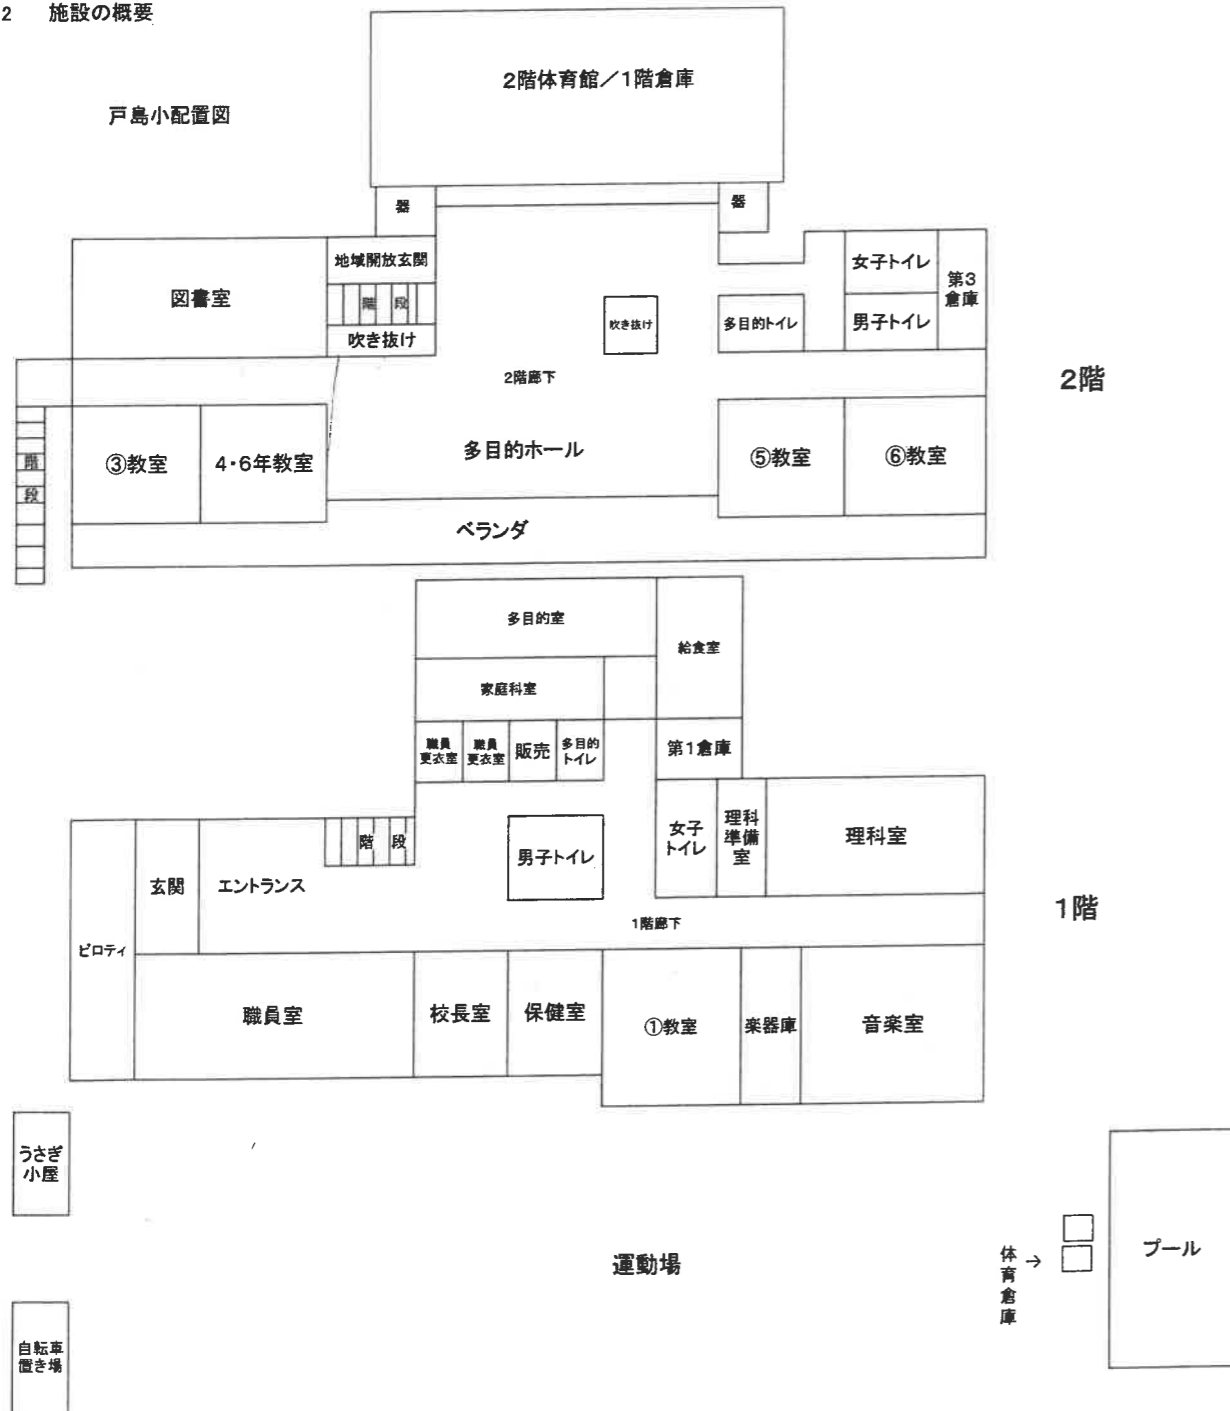 2 施設の概要
戸島小配置図
2階体育館／1階倉庫
器
器
地域開放玄関
図書室
階 段
吹き抜け
吹き抜け
女子トイレ
第3
倉庫
多目的トイレ
男子トイレ
2階廊下
2階
階
段
③教室
4・6年教室
多目的ホール
⑤教室
⑥教室
ベランダ
多目的室
給食室
家庭科室
職員
更衣室
職員
更衣室
販売
多目的
トイレ
第1倉庫
階 段
男子トイレ
女子
トイレ
理科
準備
室
理科室
玄関
エントランス
1階廊下
1階
ピロティ
職員室
校長室
保健室
①教室
楽器庫
音楽室
うさぎ
小屋
運動場
体育倉庫
→
プール
自転車
置き場